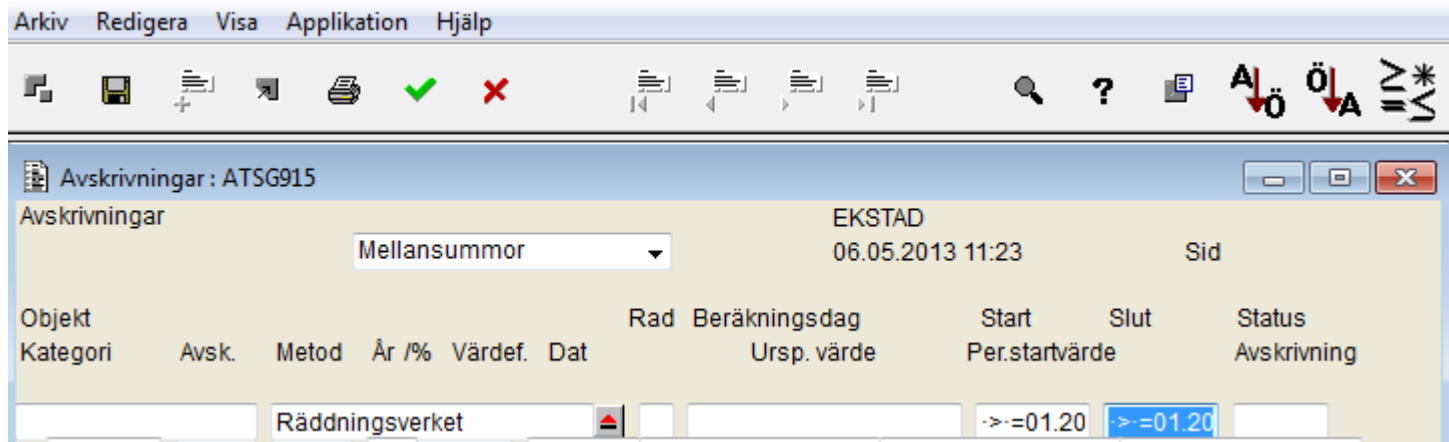 Arkiv Redigera Visa Applikation Hjälp
A Ö Ö A
Avskrivningar : ATSG915
Avskrivningar EKSTAD
Mellansummor 06.05.2013 11:23 Sid
Objekt Rad Beräkningsdag Start Slut Status
Kategori Avsk. Metod År /% Värdef. Dat Ursp. värde Per.startvärde Avskrivning
Räddningsverket ->-=01.20 ->-=01.20